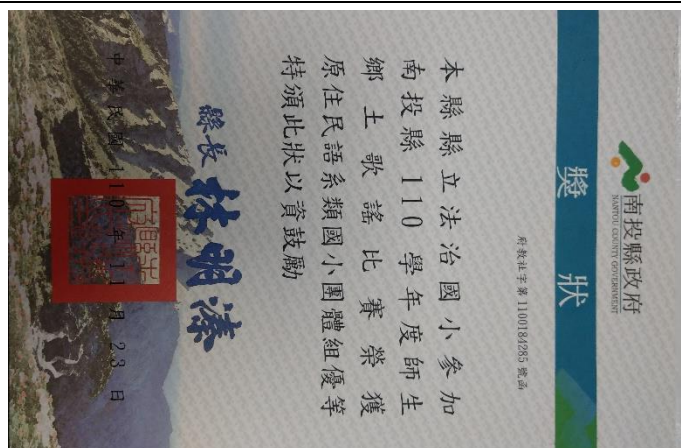 南投縣政府
NANTOU COUNTY GOVERNMENT
獎狀
府教社字第1100184285號函
本縣縣立法治國小參加
南投縣110學年度師生
鄉土歌謠比賽榮獲
原住民語系類國小團體組優等
特頒此狀以資鼓勵
縣長 林明溱
中華民國110年11月23日